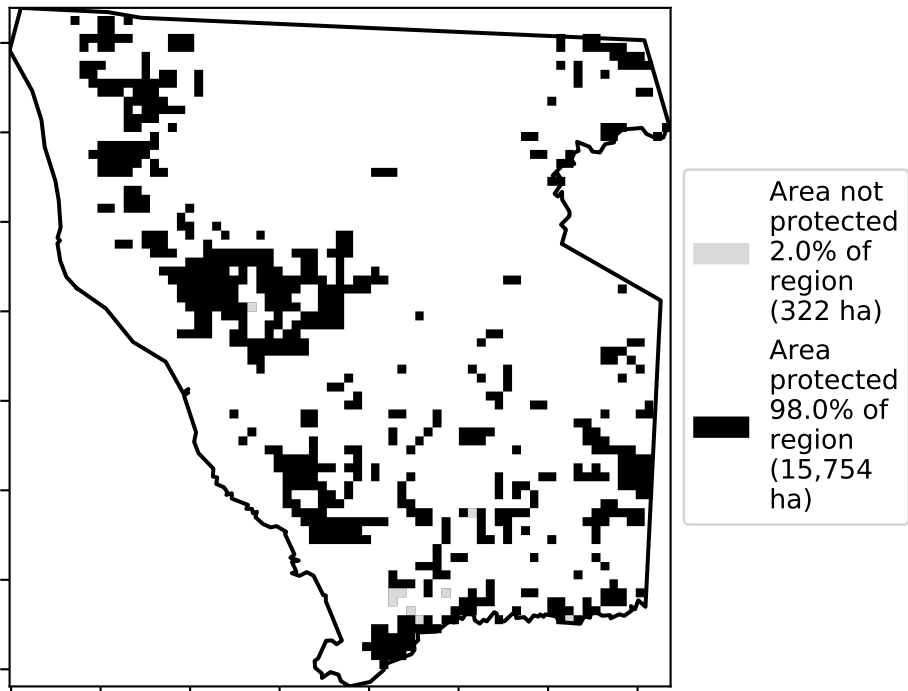 Area not
protected
2.0% of
region
(322 ha)
Area
protected
98.0% of
region
(15,754
ha)